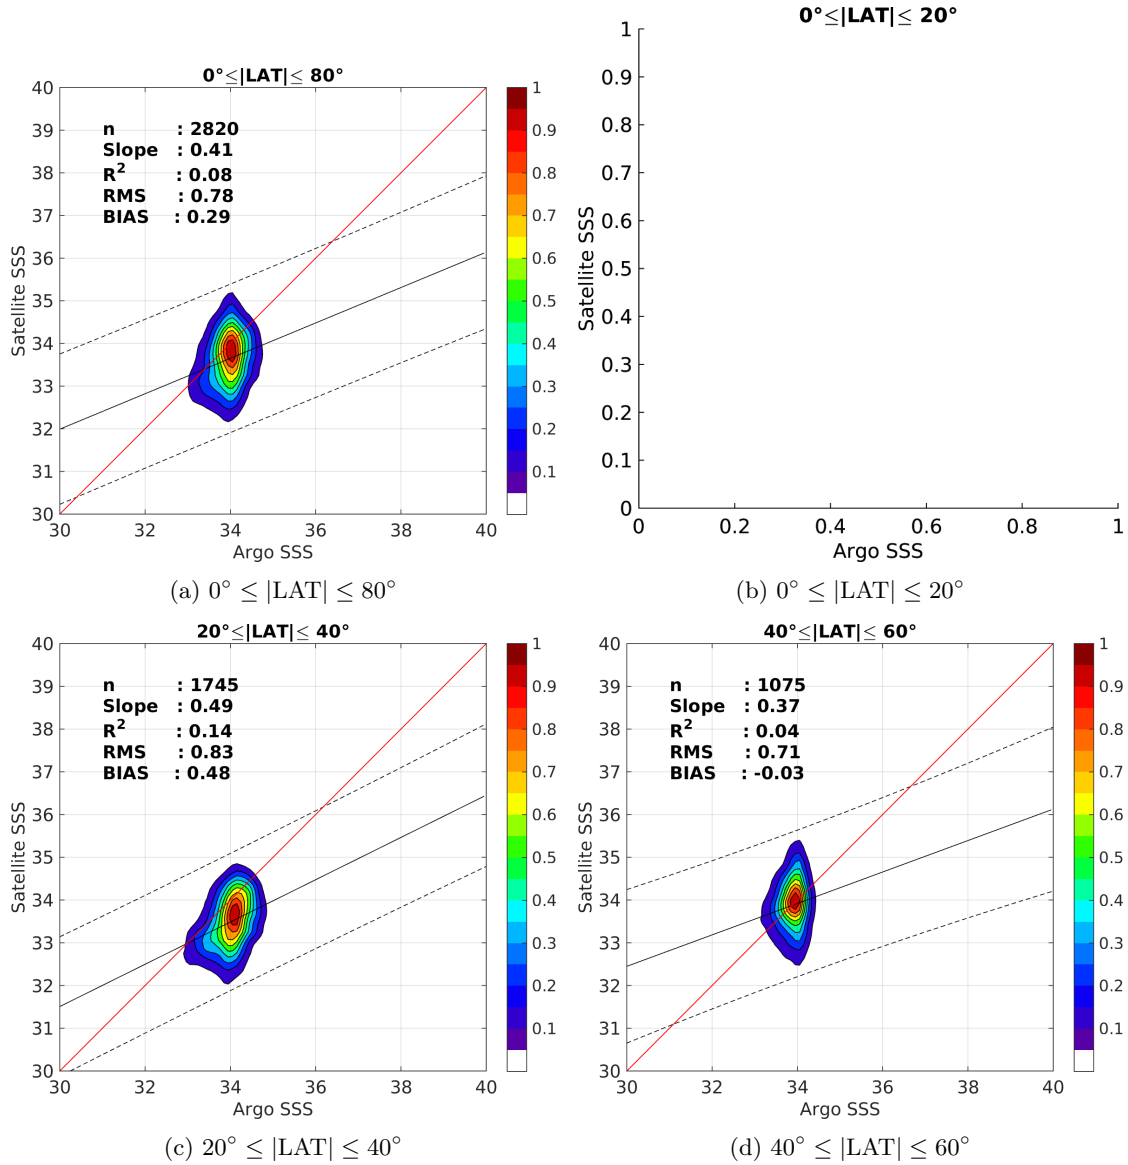 0°≤|LAT|≤ 80°
40
39
38
37
36
35
34
33
32
31
30
30 32 34 36 38 40
Satellite SSS
Argo SSS
n : 2820
Slope : 0.41
R² : 0.08
RMS : 0.78
BIAS : 0.29
1
0.9
0.8
0.7
0.6
0.5
0.4
0.3
0.2
0.1
(a) 0° ≤ |LAT| ≤ 80°
0°≤|LAT|≤ 20°
1
0.9
0.8
0.7
0.6
0.5
0.4
0.3
0.2
0.1
0
0 0.2 0.4 0.6 0.8 1
Satellite SSS
Argo SSS
(b) 0° ≤ |LAT| ≤ 20°
20°≤|LAT|≤ 40°
40
39
38
37
36
35
34
33
32
31
30
30 32 34 36 38 40
Satellite SSS
Argo SSS
n : 1745
Slope : 0.49
R² : 0.14
RMS : 0.83
BIAS : 0.48
1
0.9
0.8
0.7
0.6
0.5
0.4
0.3
0.2
0.1
(c) 20° ≤ |LAT| ≤ 40°
40°≤|LAT|≤ 60°
40
39
38
37
36
35
34
33
32
31
30
30 32 34 36 38 40
Satellite SSS
Argo SSS
n : 1075
Slope : 0.37
R² : 0.04
RMS : 0.71
BIAS : -0.03
1
0.9
0.8
0.7
0.6
0.5
0.4
0.3
0.2
0.1
(d) 40° ≤ |LAT| ≤ 60°